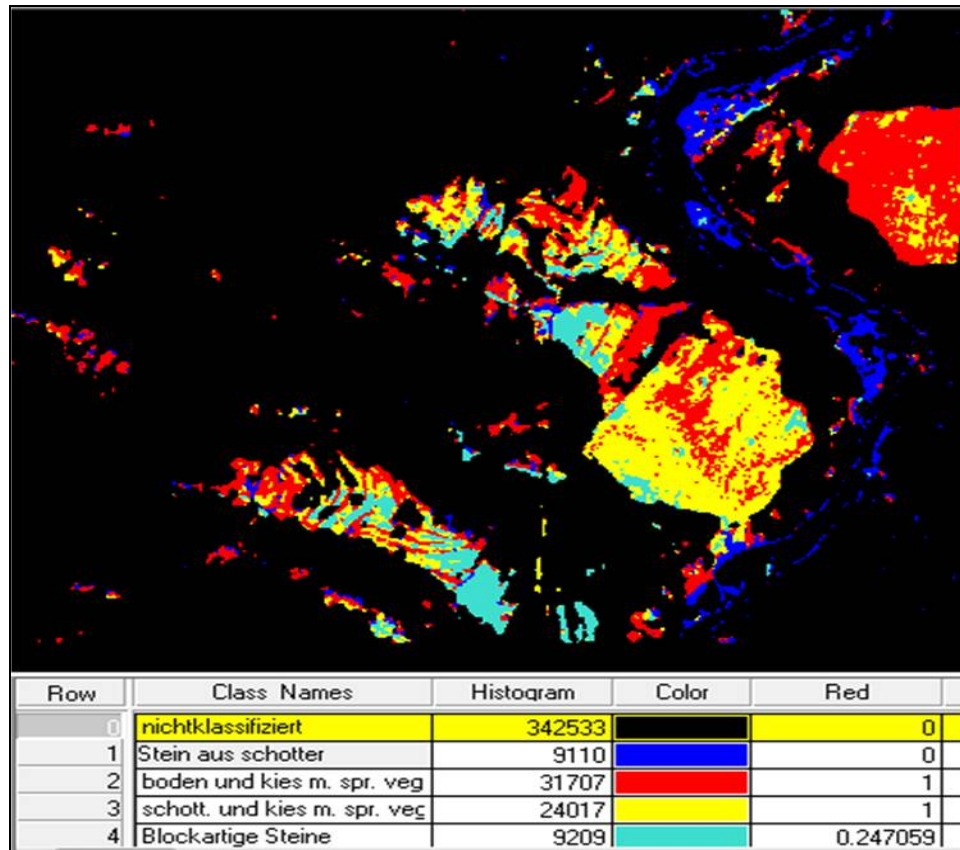 Row Class Names Histogram Color Red
0 nichtklassifiziert 342533 0
1 Stein aus schotter 9110 0
2 boden und kies m. spr. veg 31707 1
3 schott. und kies m. spr. veg 24017 1
4 Blockartige Steine 9209 0.247059